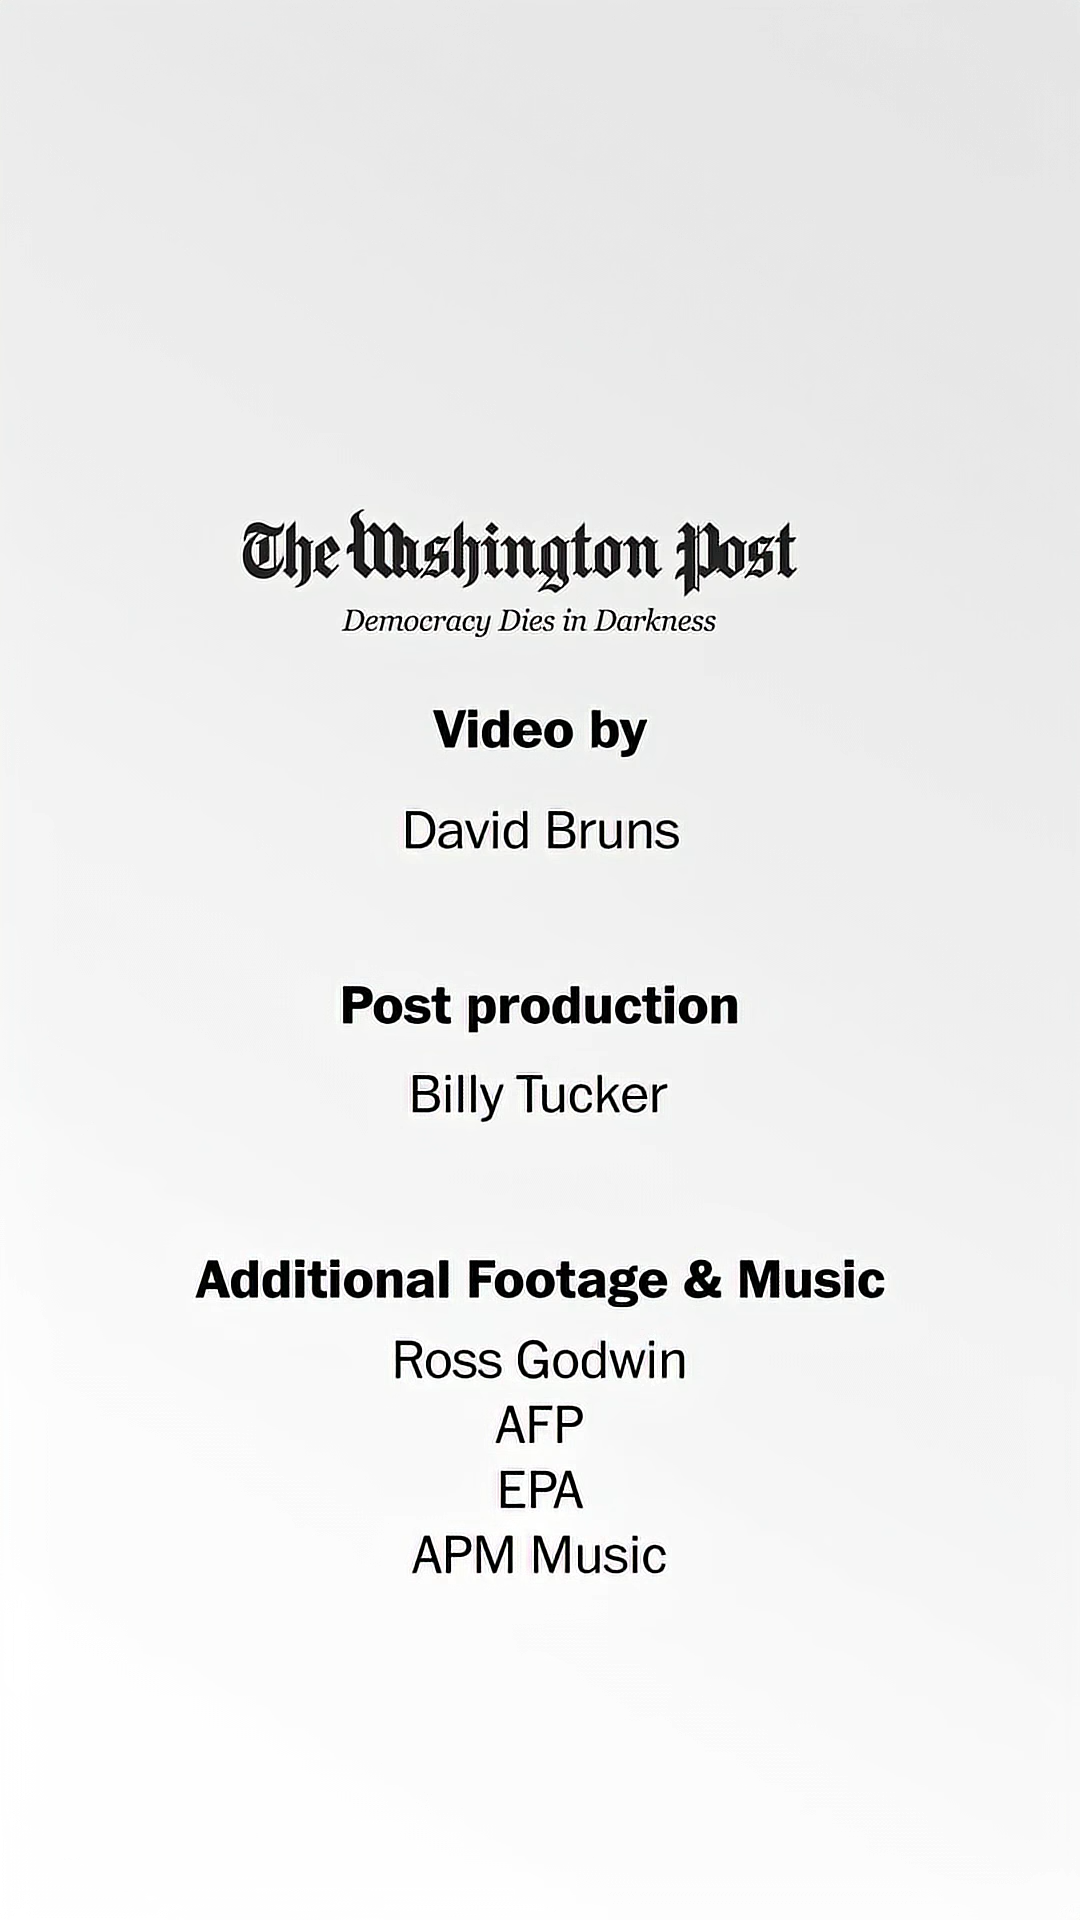 The Washington Post
Democracy Dies in Darkness
Video by
David Bruns
Post production
Billy Tucker
Additional Footage & Music
Ross Godwin
AFP
EPA
APM Music